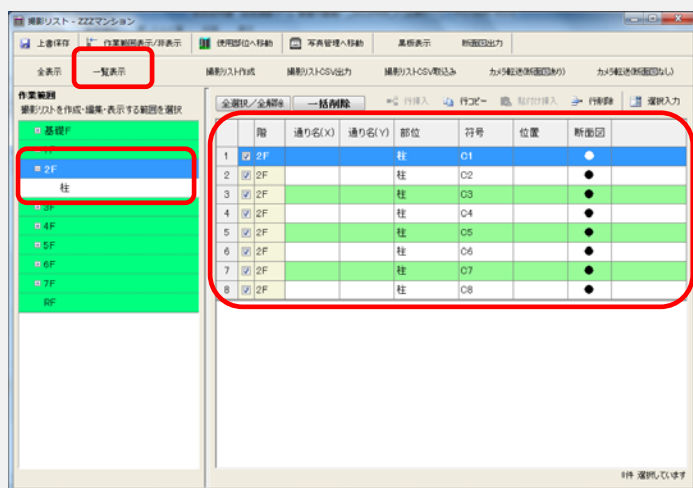 撮影リスト - ZZZマンション
上書保存 作業範囲表示/非表示 使用部位へ移動 写真管理へ移動 黒板表示 断面図出力
全表示 一覧表示 撮影リスト作成 撮影リストCSV出力 撮影リストCSV取込み カメラ転送(断面図あり) カメラ転送(断面図なし)
作業範囲
撮影リストを作成・編集・表示する範囲を選択
全選択/全解除 一括削除 行挿入 行コピー 貼付け挿入 行削除 選択入力
基礎F
2F
柱
3F
4F
5F
6F
7F
RF
階 通り名(X) 通り名(Y) 部位 符号 位置 断面図
1 2F 柱 C1
2 2F 柱 C2
3 2F 柱 C3
4 2F 柱 C4
5 2F 柱 C5
6 2F 柱 C6
7 2F 柱 C7
8 2F 柱 C8
8件 選択しています